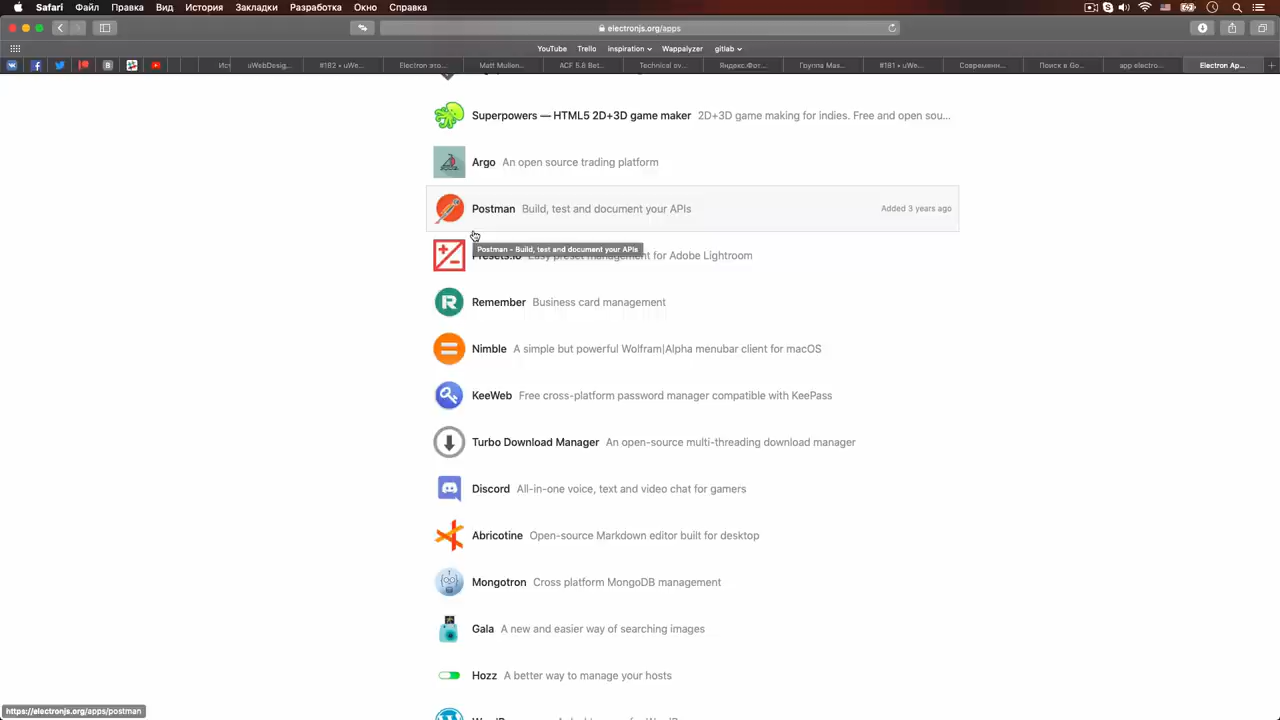 Safari Файл Правка Вид История Закладки Разработка Окно Справка
electronjs.org/apps
YouTube Trello inspiration Wappalyzer gitlab
Ис uWebDesig... #182 • uWe... Electron это... Matt Mullen... ACF 5.8 Bet... Technical ov... Яндекс.Фот... Группа Mas... #181 • uWe... Современн... Поиск в Go... app electro... Electron Ap...
Superpowers — HTML5 2D+3D game maker 2D+3D game making for indies. Free and open sou...
Argo An open source trading platform
Postman Build, test and document your APIs Added 3 years ago
Postman - Build, test and document your APIs
Presets.io Easy preset management for Adobe Lightroom
Remember Business card management
Nimble A simple but powerful Wolfram|Alpha menubar client for macOS
KeeWeb Free cross-platform password manager compatible with KeePass
Turbo Download Manager An open-source multi-threading download manager
Discord All-in-one voice, text and video chat for gamers
Abricotine Open-source Markdown editor built for desktop
Mongotron Cross platform MongoDB management
Gala A new and easier way of searching images
Hozz A better way to manage your hosts
https://electronjs.org/apps/postman